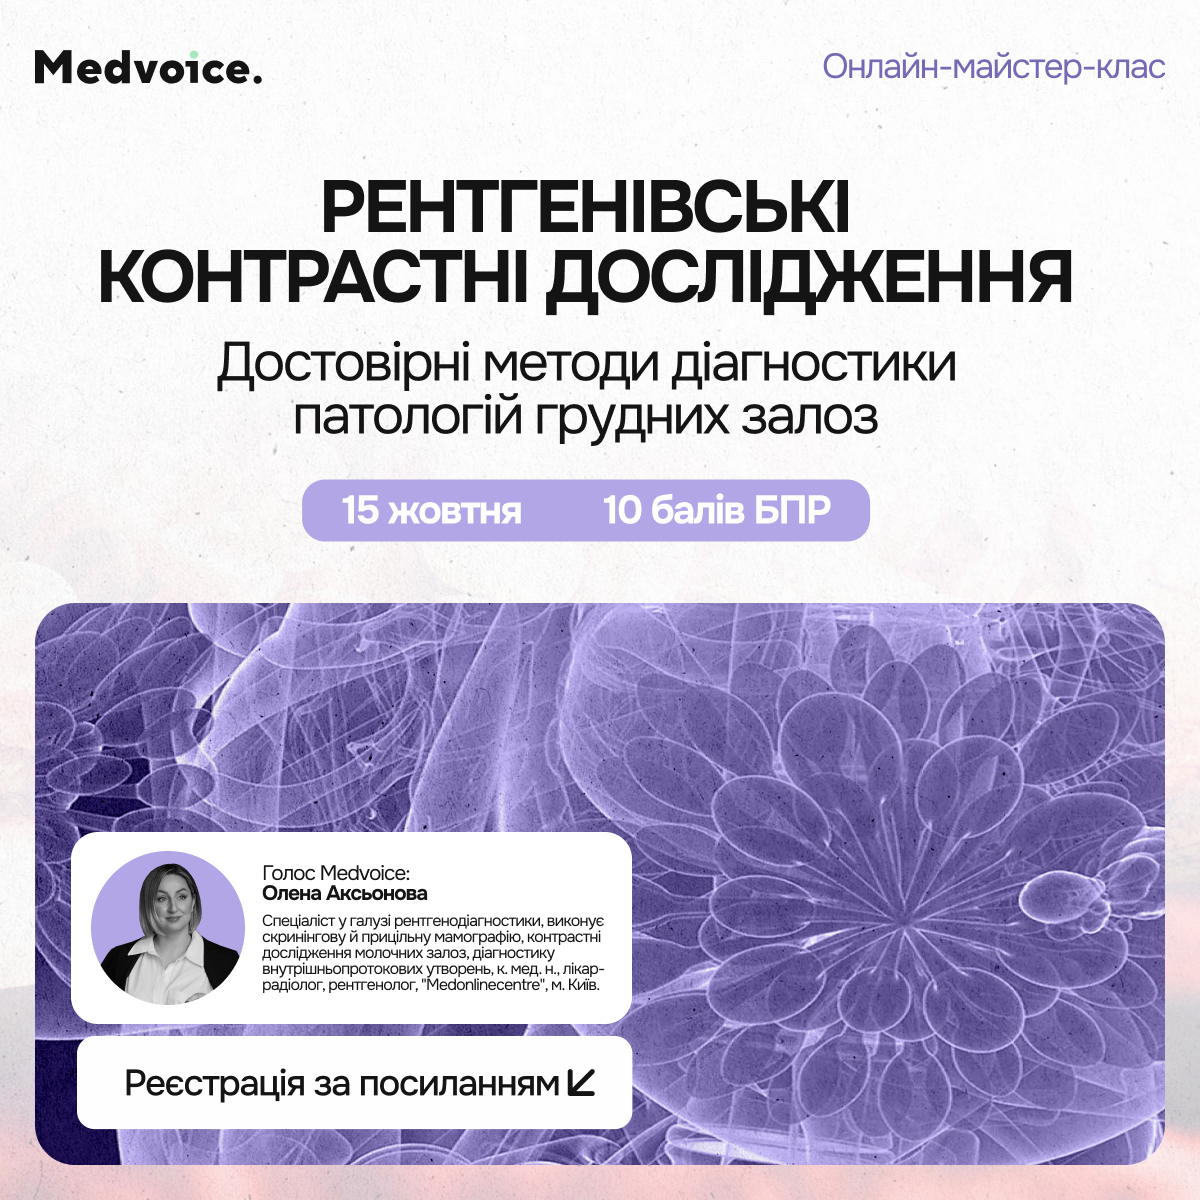 Medvoice.
Онлайн-майстер-клас
РЕНТГЕНІВСЬКІ
КОНТРАСТНІ ДОСЛІДЖЕННЯ
Достовірні методи діагностики
патологій грудних залоз
15 жовтня 10 балів БПР
Голос Medvoice:
Олена Аксьонова
Спеціаліст у галузі рентгенодіагностики, виконує
скринінгову й прицільну мамографію, контрастні
дослідження молочних залоз, діагностику
внутрішньопротокових утворень, к. мед. н., лікар-
радіолог, рентгенолог, "Medonlinecentre", м. Київ.
Реєстрація за посиланням